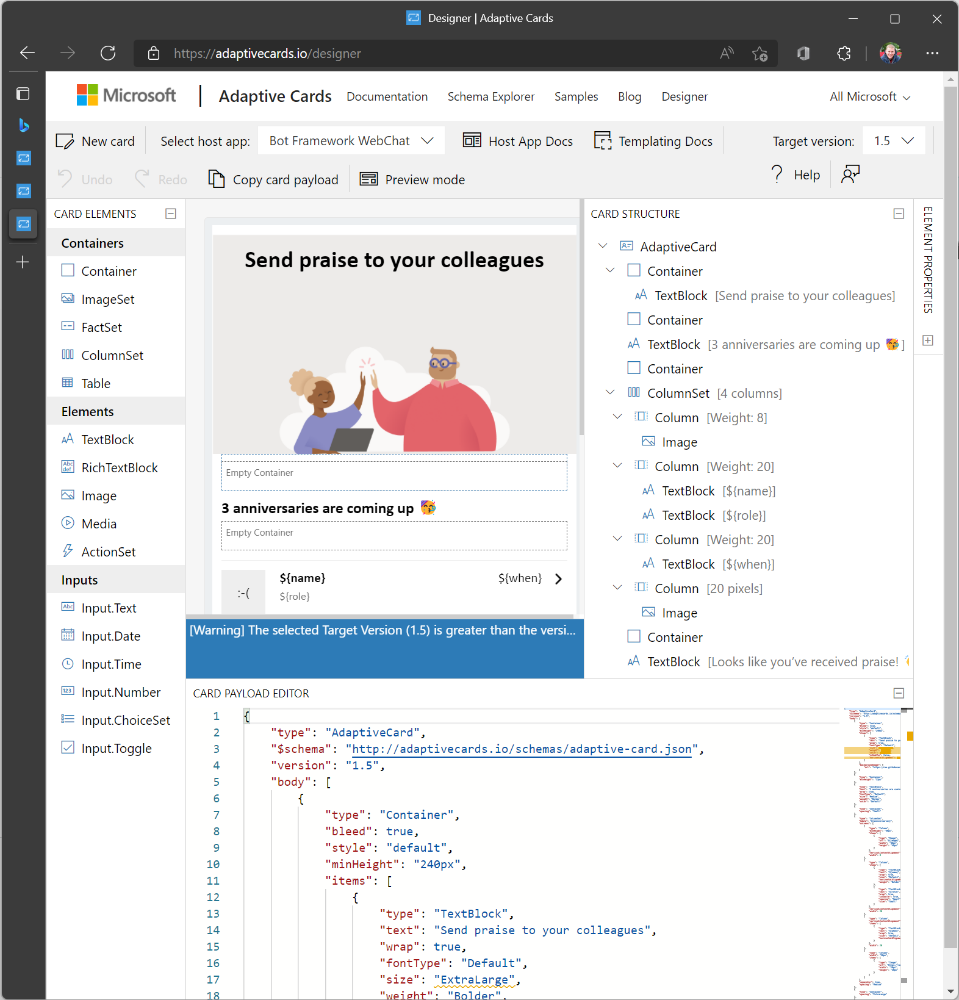 Designer | Adaptive Cards
https://adaptivecards.io/designer
Microsoft | Adaptive Cards Documentation Schema Explorer Samples Blog Designer All Microsoft
New card Select host app: Bot Framework WebChat Host App Docs Templating Docs Target version: 1.5
Undo Redo Copy card payload Preview mode ? Help
CARD ELEMENTS
Containers
Container
ImageSet
FactSet
ColumnSet
Table
Elements
TextBlock
RichTextBlock
Image
Media
ActionSet
Inputs
Input.Text
Input.Date
Input.Time
Input.Number
Input.ChoiceSet
Input.Toggle
Send praise to your colleagues
Empty Container
3 anniversaries are coming up 🥳
Empty Container
:-(
${name}
${role}
${when}
[Warning] The selected Target Version (1.5) is greater than the versi...
CARD STRUCTURE
AdaptiveCard
Container
TextBlock [Send praise to your colleagues]
Container
TextBlock [3 anniversaries are coming up 🥳 ]
Container
ColumnSet [4 columns]
Column [Weight: 8]
Image
Column [Weight: 20]
TextBlock [${name}]
TextBlock [${role}]
Column [Weight: 20]
TextBlock [${when}]
Column [20 pixels]
Image
Container
TextBlock [Looks like you’ve received praise!
ELEMENT PROPERTIES
CARD PAYLOAD EDITOR
1 {
2 "type": "AdaptiveCard",
3 "$schema": "http://adaptivecards.io/schemas/adaptive-card.json",
4 "version": "1.5",
5 "body": [
6 {
7 "type": "Container",
8 "bleed": true,
9 "style": "default",
10 "minHeight": "240px",
11 "items": [
12 {
13 "type": "TextBlock",
14 "text": "Send praise to your colleagues",
15 "wrap": true,
16 "fontType": "Default",
17 "size": "ExtraLarge",
18 "weight": "Bolder",